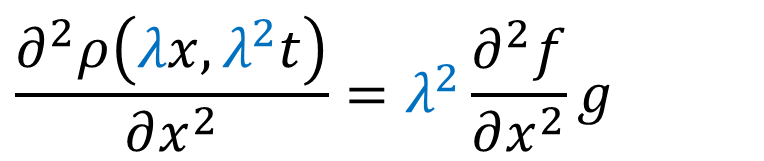 ∂²ρ(λx, λ²t) / ∂x² = λ² ∂²f / ∂x² g